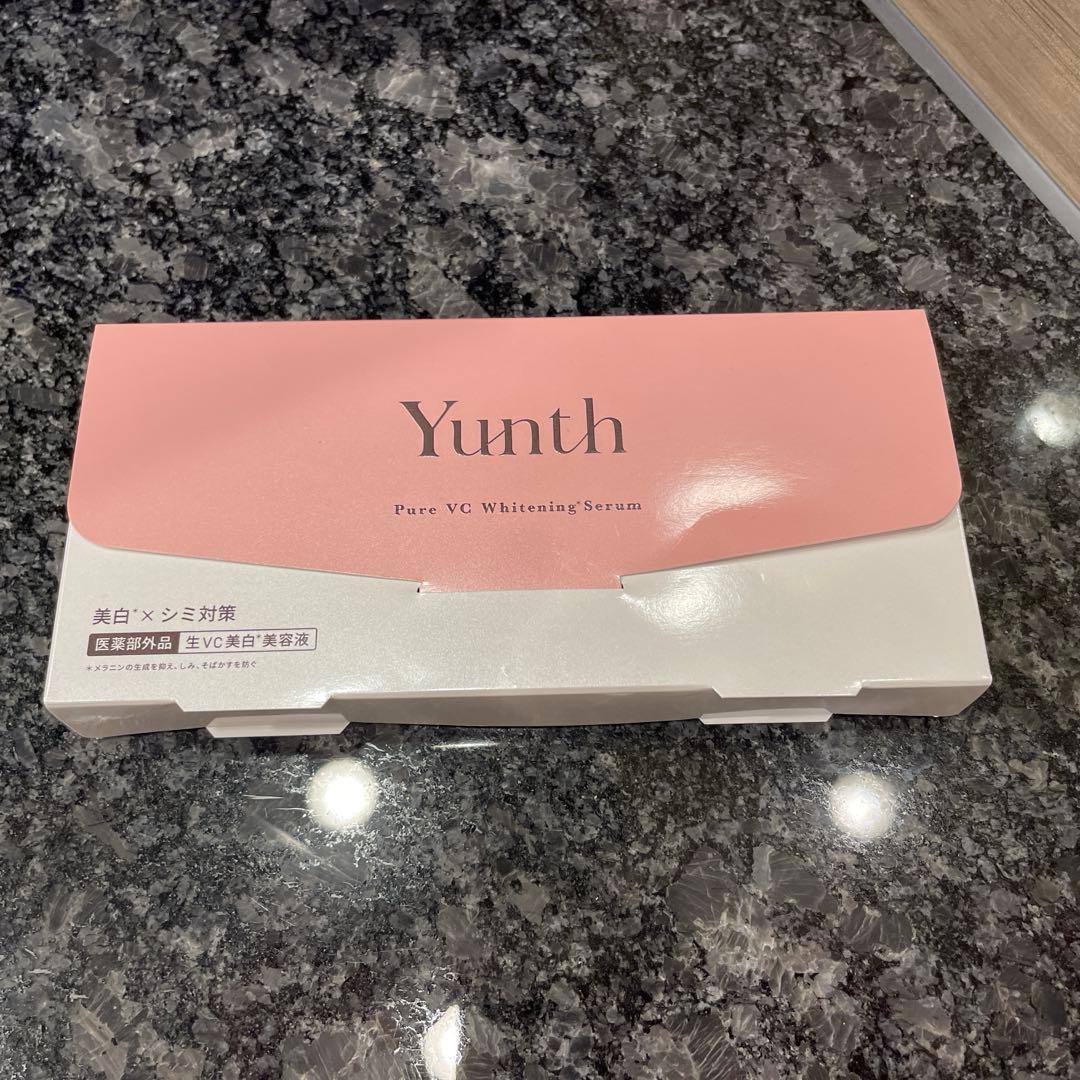 Yunth
Pure VC Whitening*Serum
美白*×シミ対策
医薬部外品 生VC美白*美容液
*メラニンの生成を抑え、しみ、そばかすを防ぐ